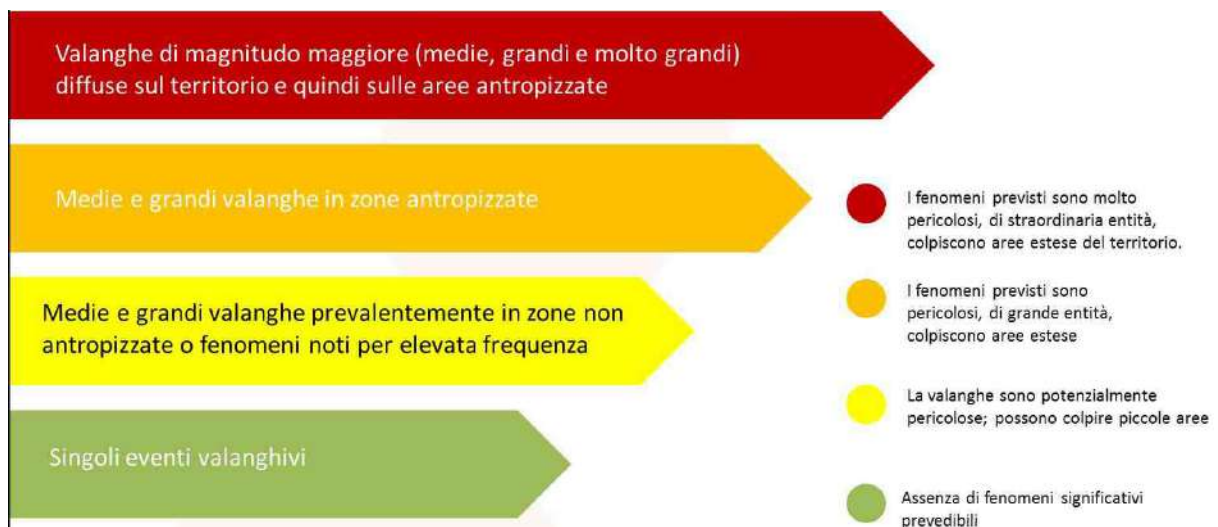 Valanghe di magnitudo maggiore (medie, grandi e molto grandi)
diffuse sul territorio e quindi sulle aree antropizzate
Medie e grandi valanghe in zone antropizzate
I fenomeni previsti sono molto
pericolosi, di straordinaria entità,
colpiscono aree estese del territorio.
Medie e grandi valanghe prevalentemente in zone non
antropizzate o fenomeni noti per elevata frequenza
I fenomeni previsti sono
pericolosi, di grande entità,
colpiscono aree estese
La valanghe sono potenzialmente
pericolose; possono colpire piccole aree
Singoli eventi valanghivi
Assenza di fenomeni significativi
prevedibili